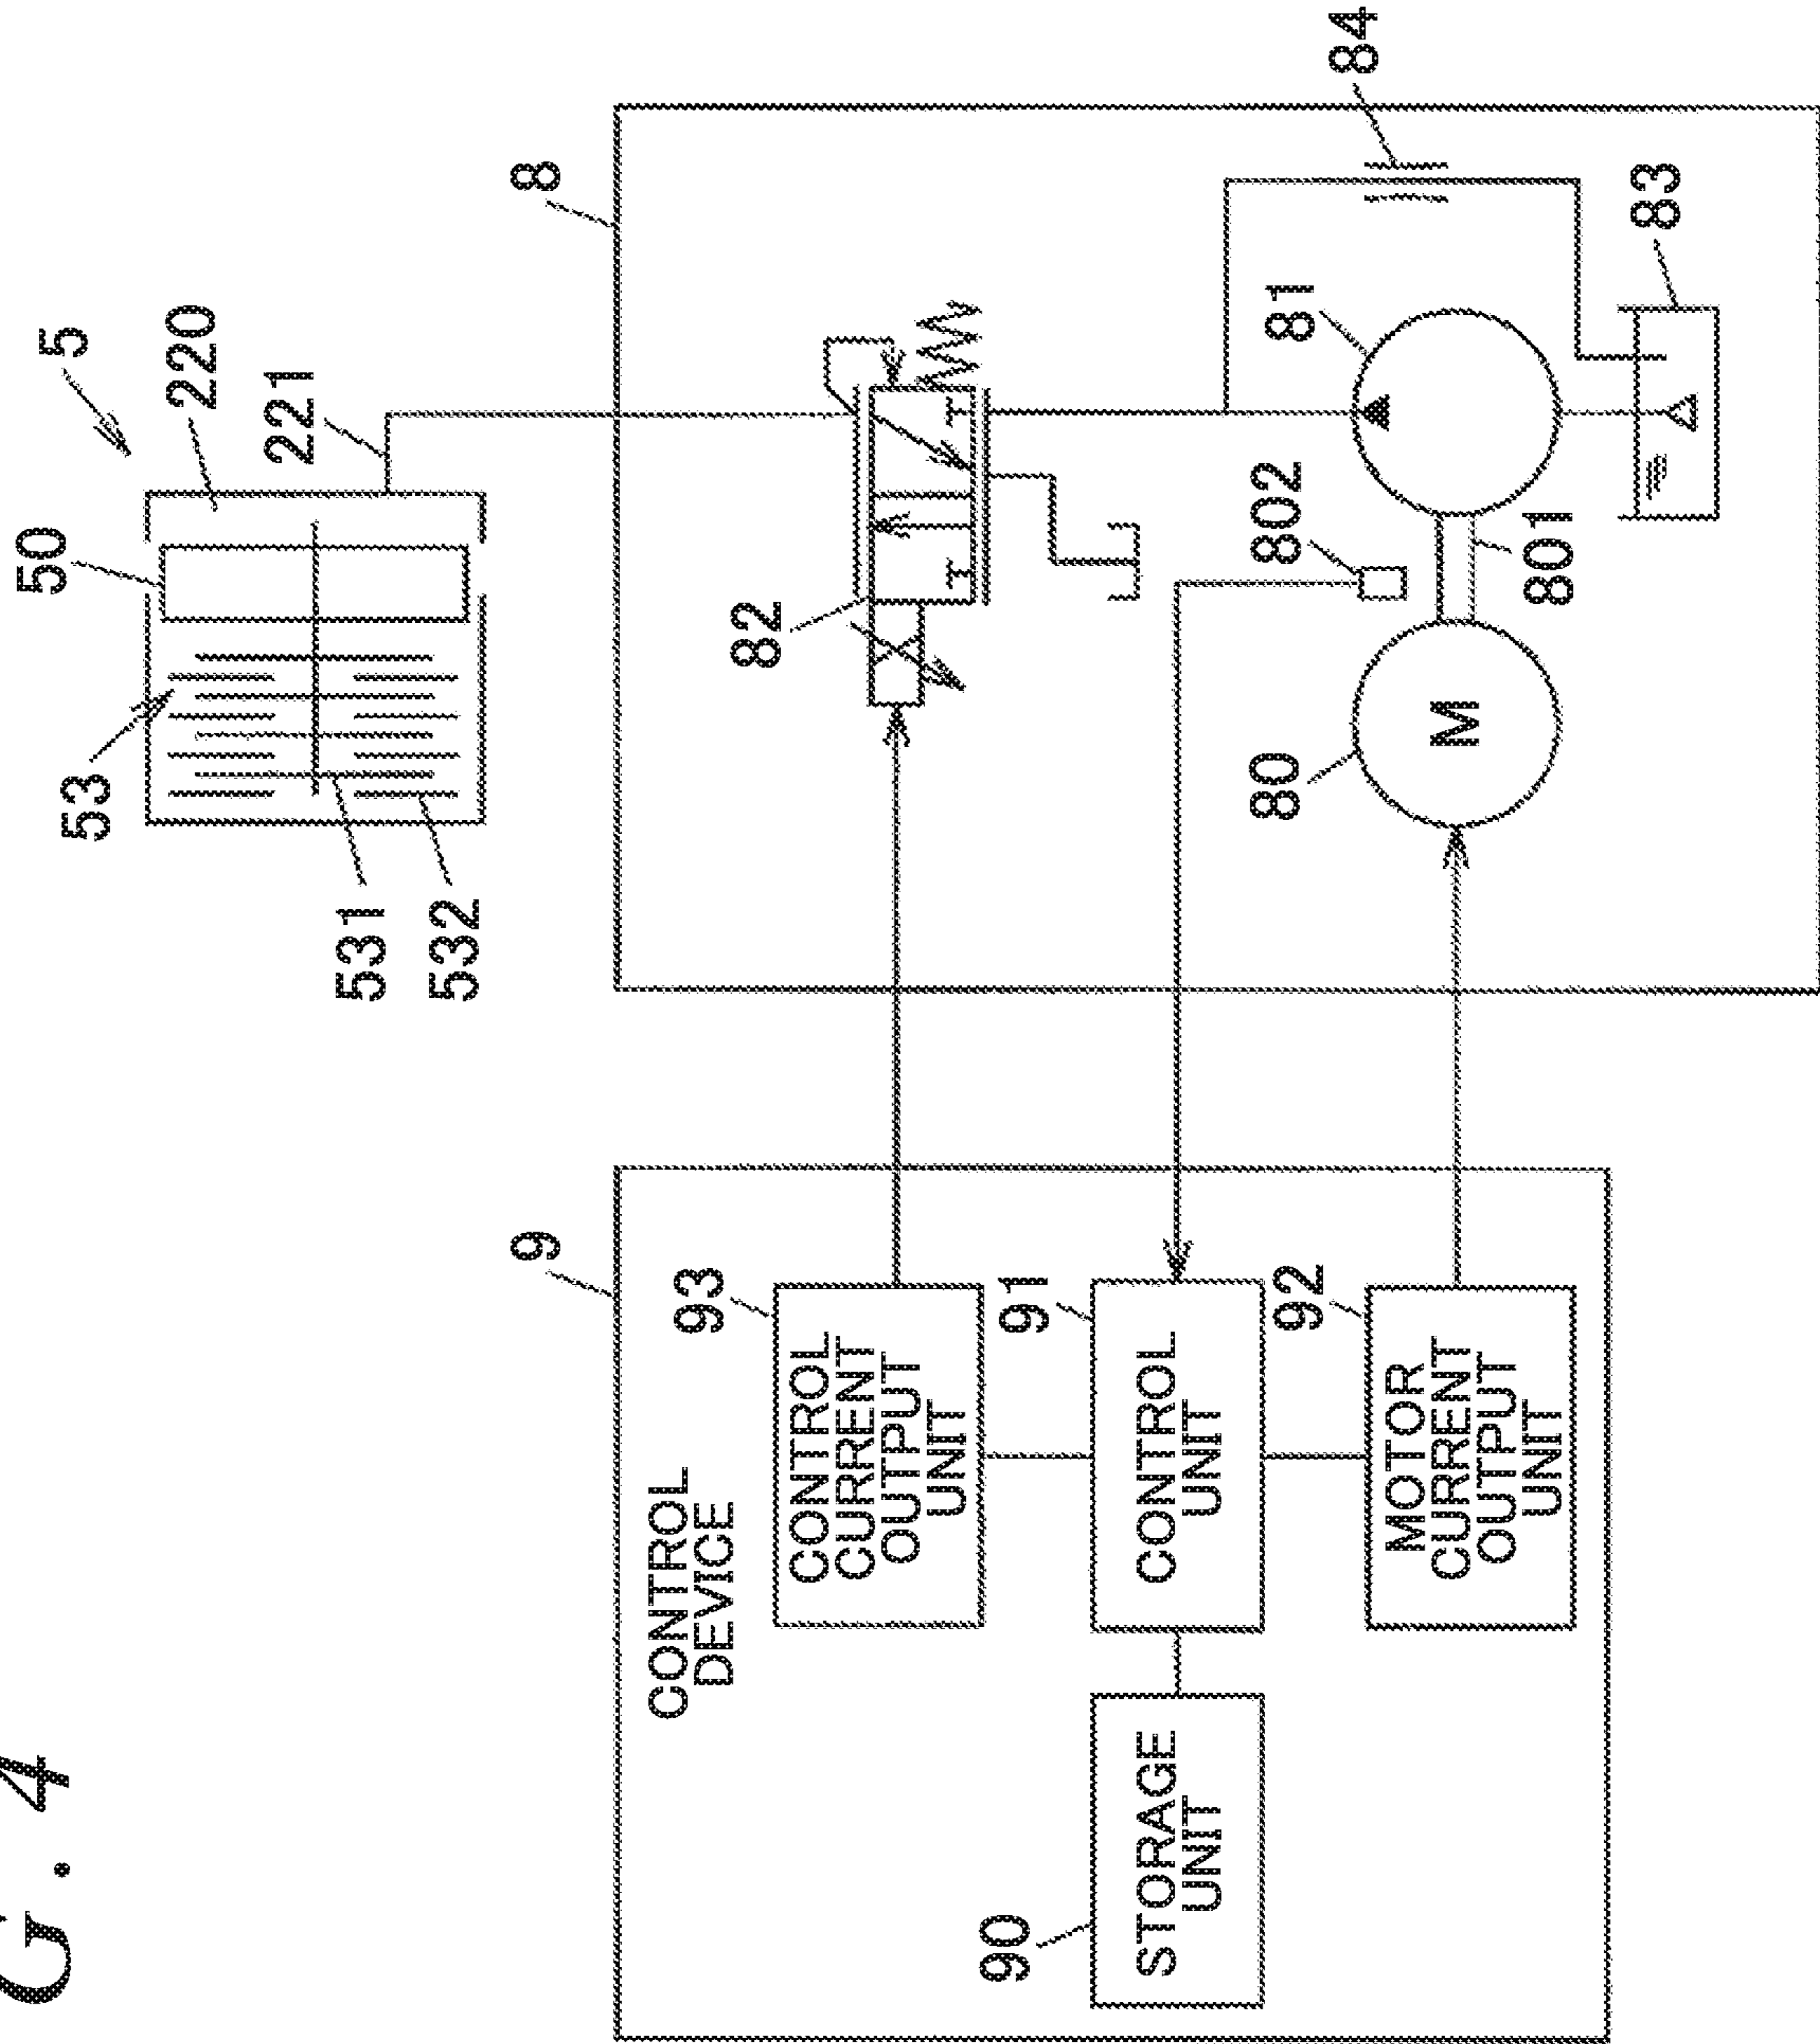 G. 4
5
50
220
221
53
531
532
8
82
84
81
83
802
801
80
M
9
CONTROL
DEVICE
93
CONTROL
CURRENT
OUTPUT
UNIT
91
CONTROL
UNIT
92
MOTOR
CURRENT
OUTPUT
UNIT
90
STORAGE
UNIT